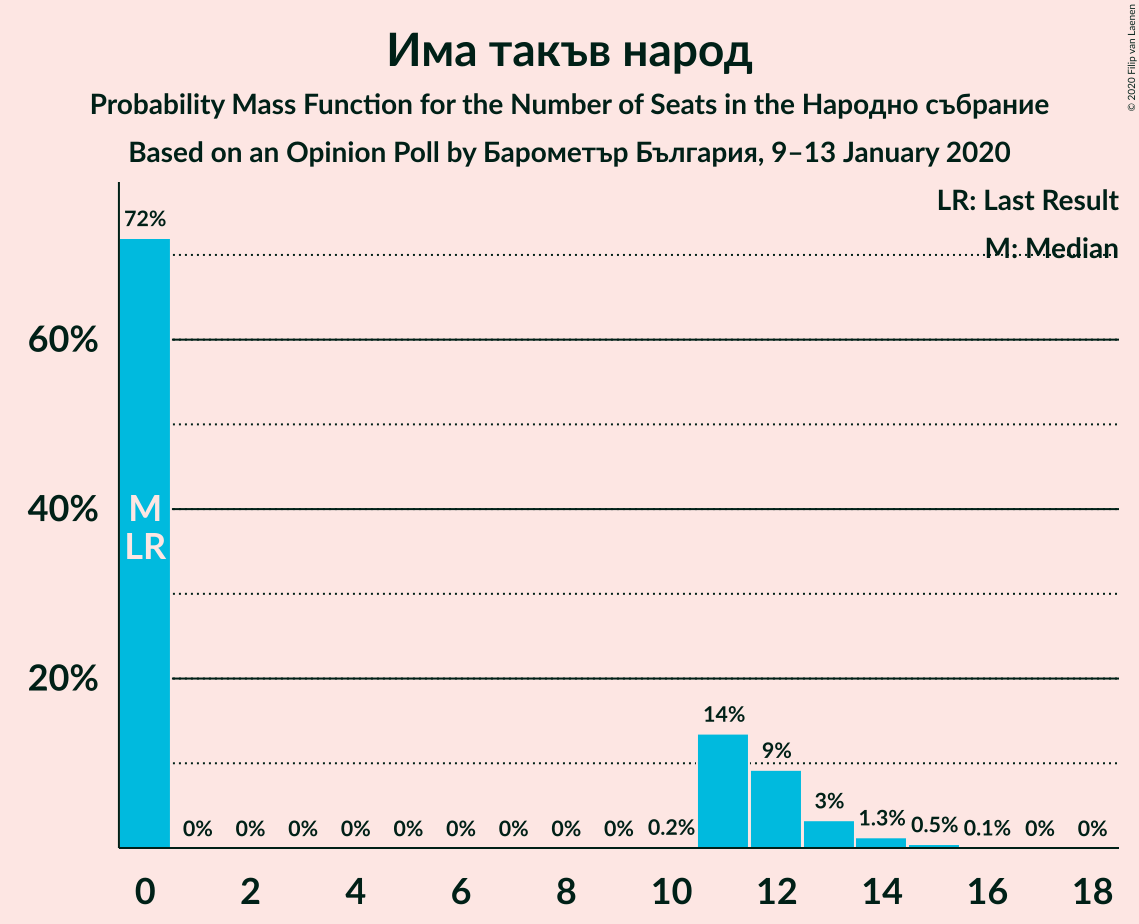 Има такъв народ
Probability Mass Function for the Number of Seats in the Народно събрание
Based on an Opinion Poll by Барометър България, 9–13 January 2020
© 2020 Filip van Laenen
LR: Last Result
M: Median
72%
60%
40%
20%
M
LR
0% 0% 0% 0% 0% 0% 0% 0% 0% 0.2% 14% 9% 3% 1.3% 0.5% 0.1% 0% 0%
0 2 4 6 8 10 12 14 16 18